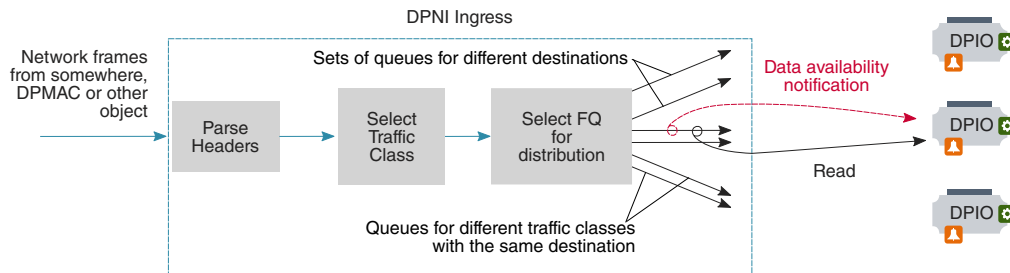 DPNI Ingress
Network frames
from somewhere,
DPMAC or other
object
Parse
Headers
Select
Traffic
Class
Select FQ
for
distribution
Sets of queues for different destinations
Queues for different traffic classes
with the same destination
Data availability
notification
Read
DPIO
DPIO
DPIO